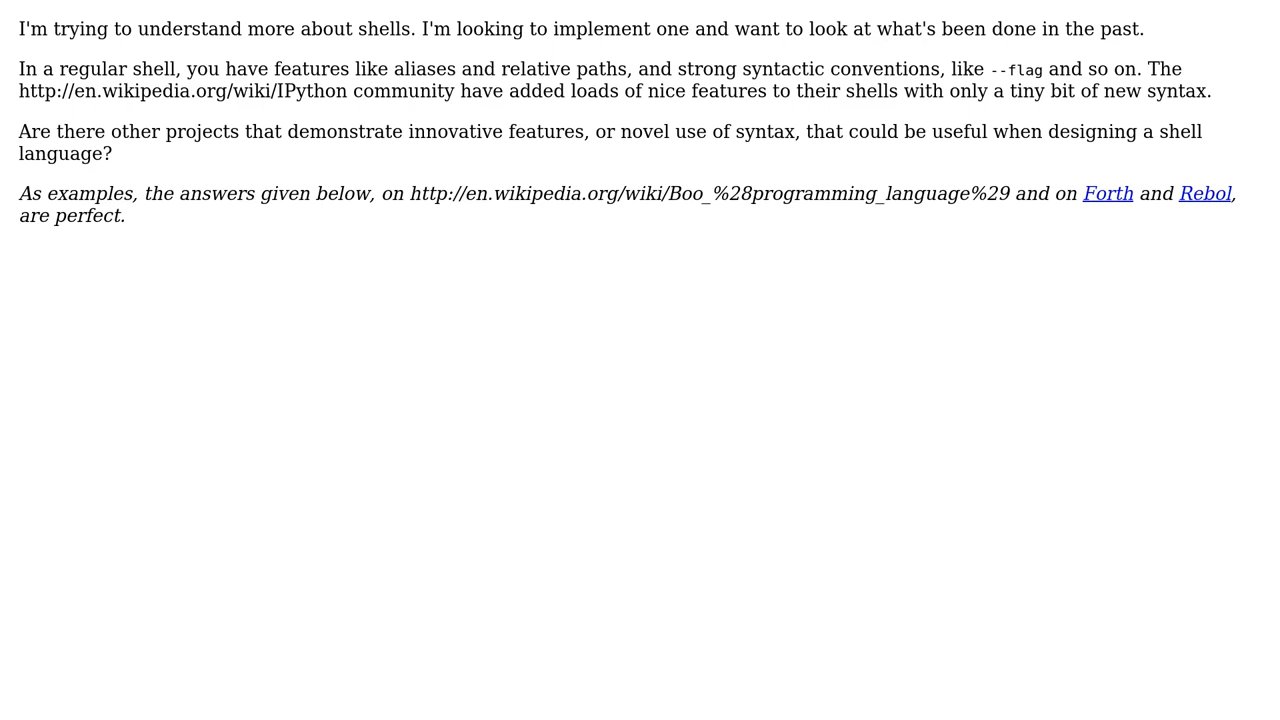 I'm trying to understand more about shells. I'm looking to implement one and want to look at what's been done in the past.
In a regular shell, you have features like aliases and relative paths, and strong syntactic conventions, like --flag and so on. The
http://en.wikipedia.org/wiki/IPython community have added loads of nice features to their shells with only a tiny bit of new syntax.
Are there other projects that demonstrate innovative features, or novel use of syntax, that could be useful when designing a shell
language?
As examples, the answers given below, on http://en.wikipedia.org/wiki/Boo_%28programming_language%29 and on Forth and Rebol,
are perfect.